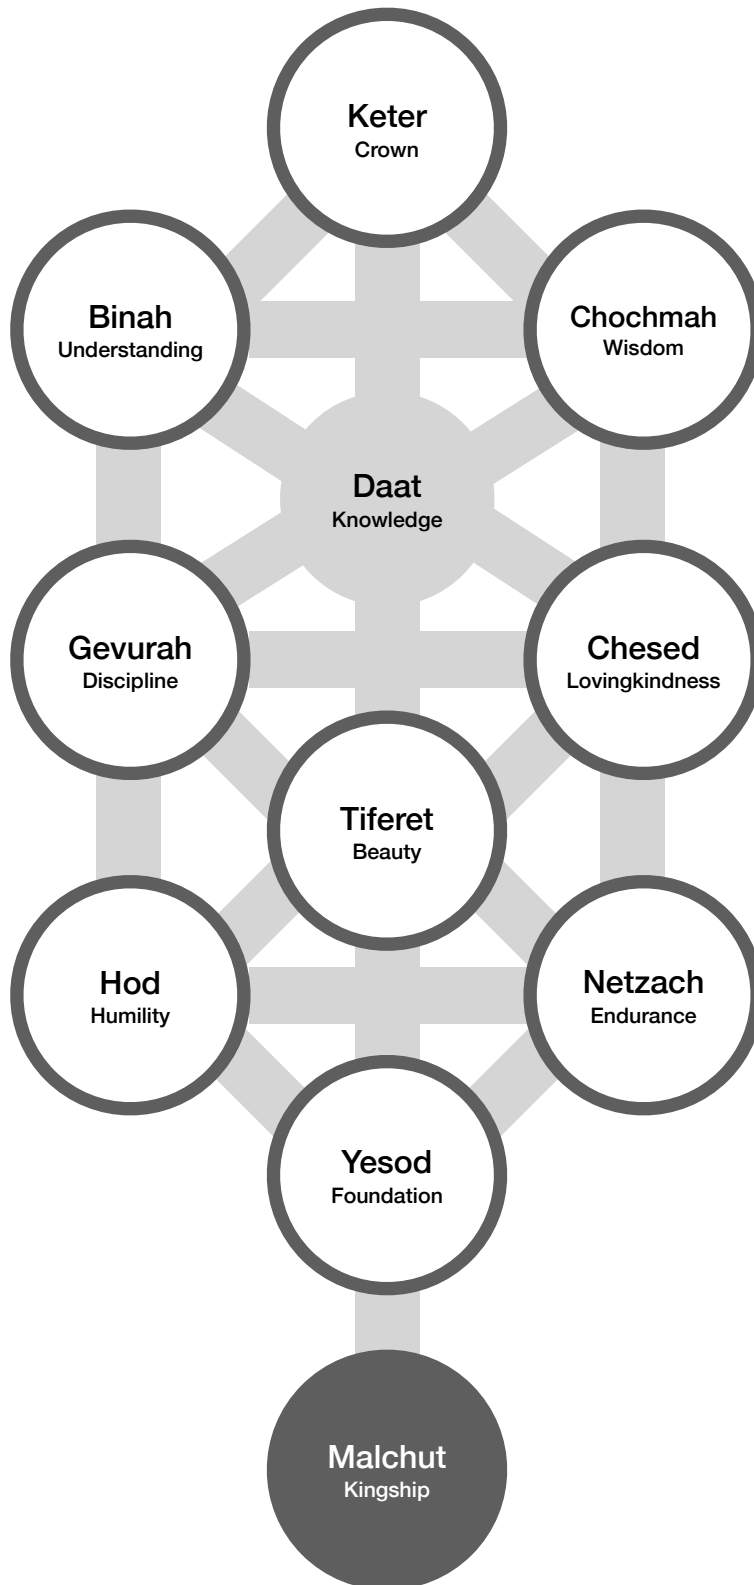 Keter
Crown
Binah
Understanding
Chochmah
Wisdom
Daat
Knowledge
Gevurah
Discipline
Chesed
Lovingkindness
Tiferet
Beauty
Hod
Humility
Netzach
Endurance
Yesod
Foundation
Malchut
Kingship